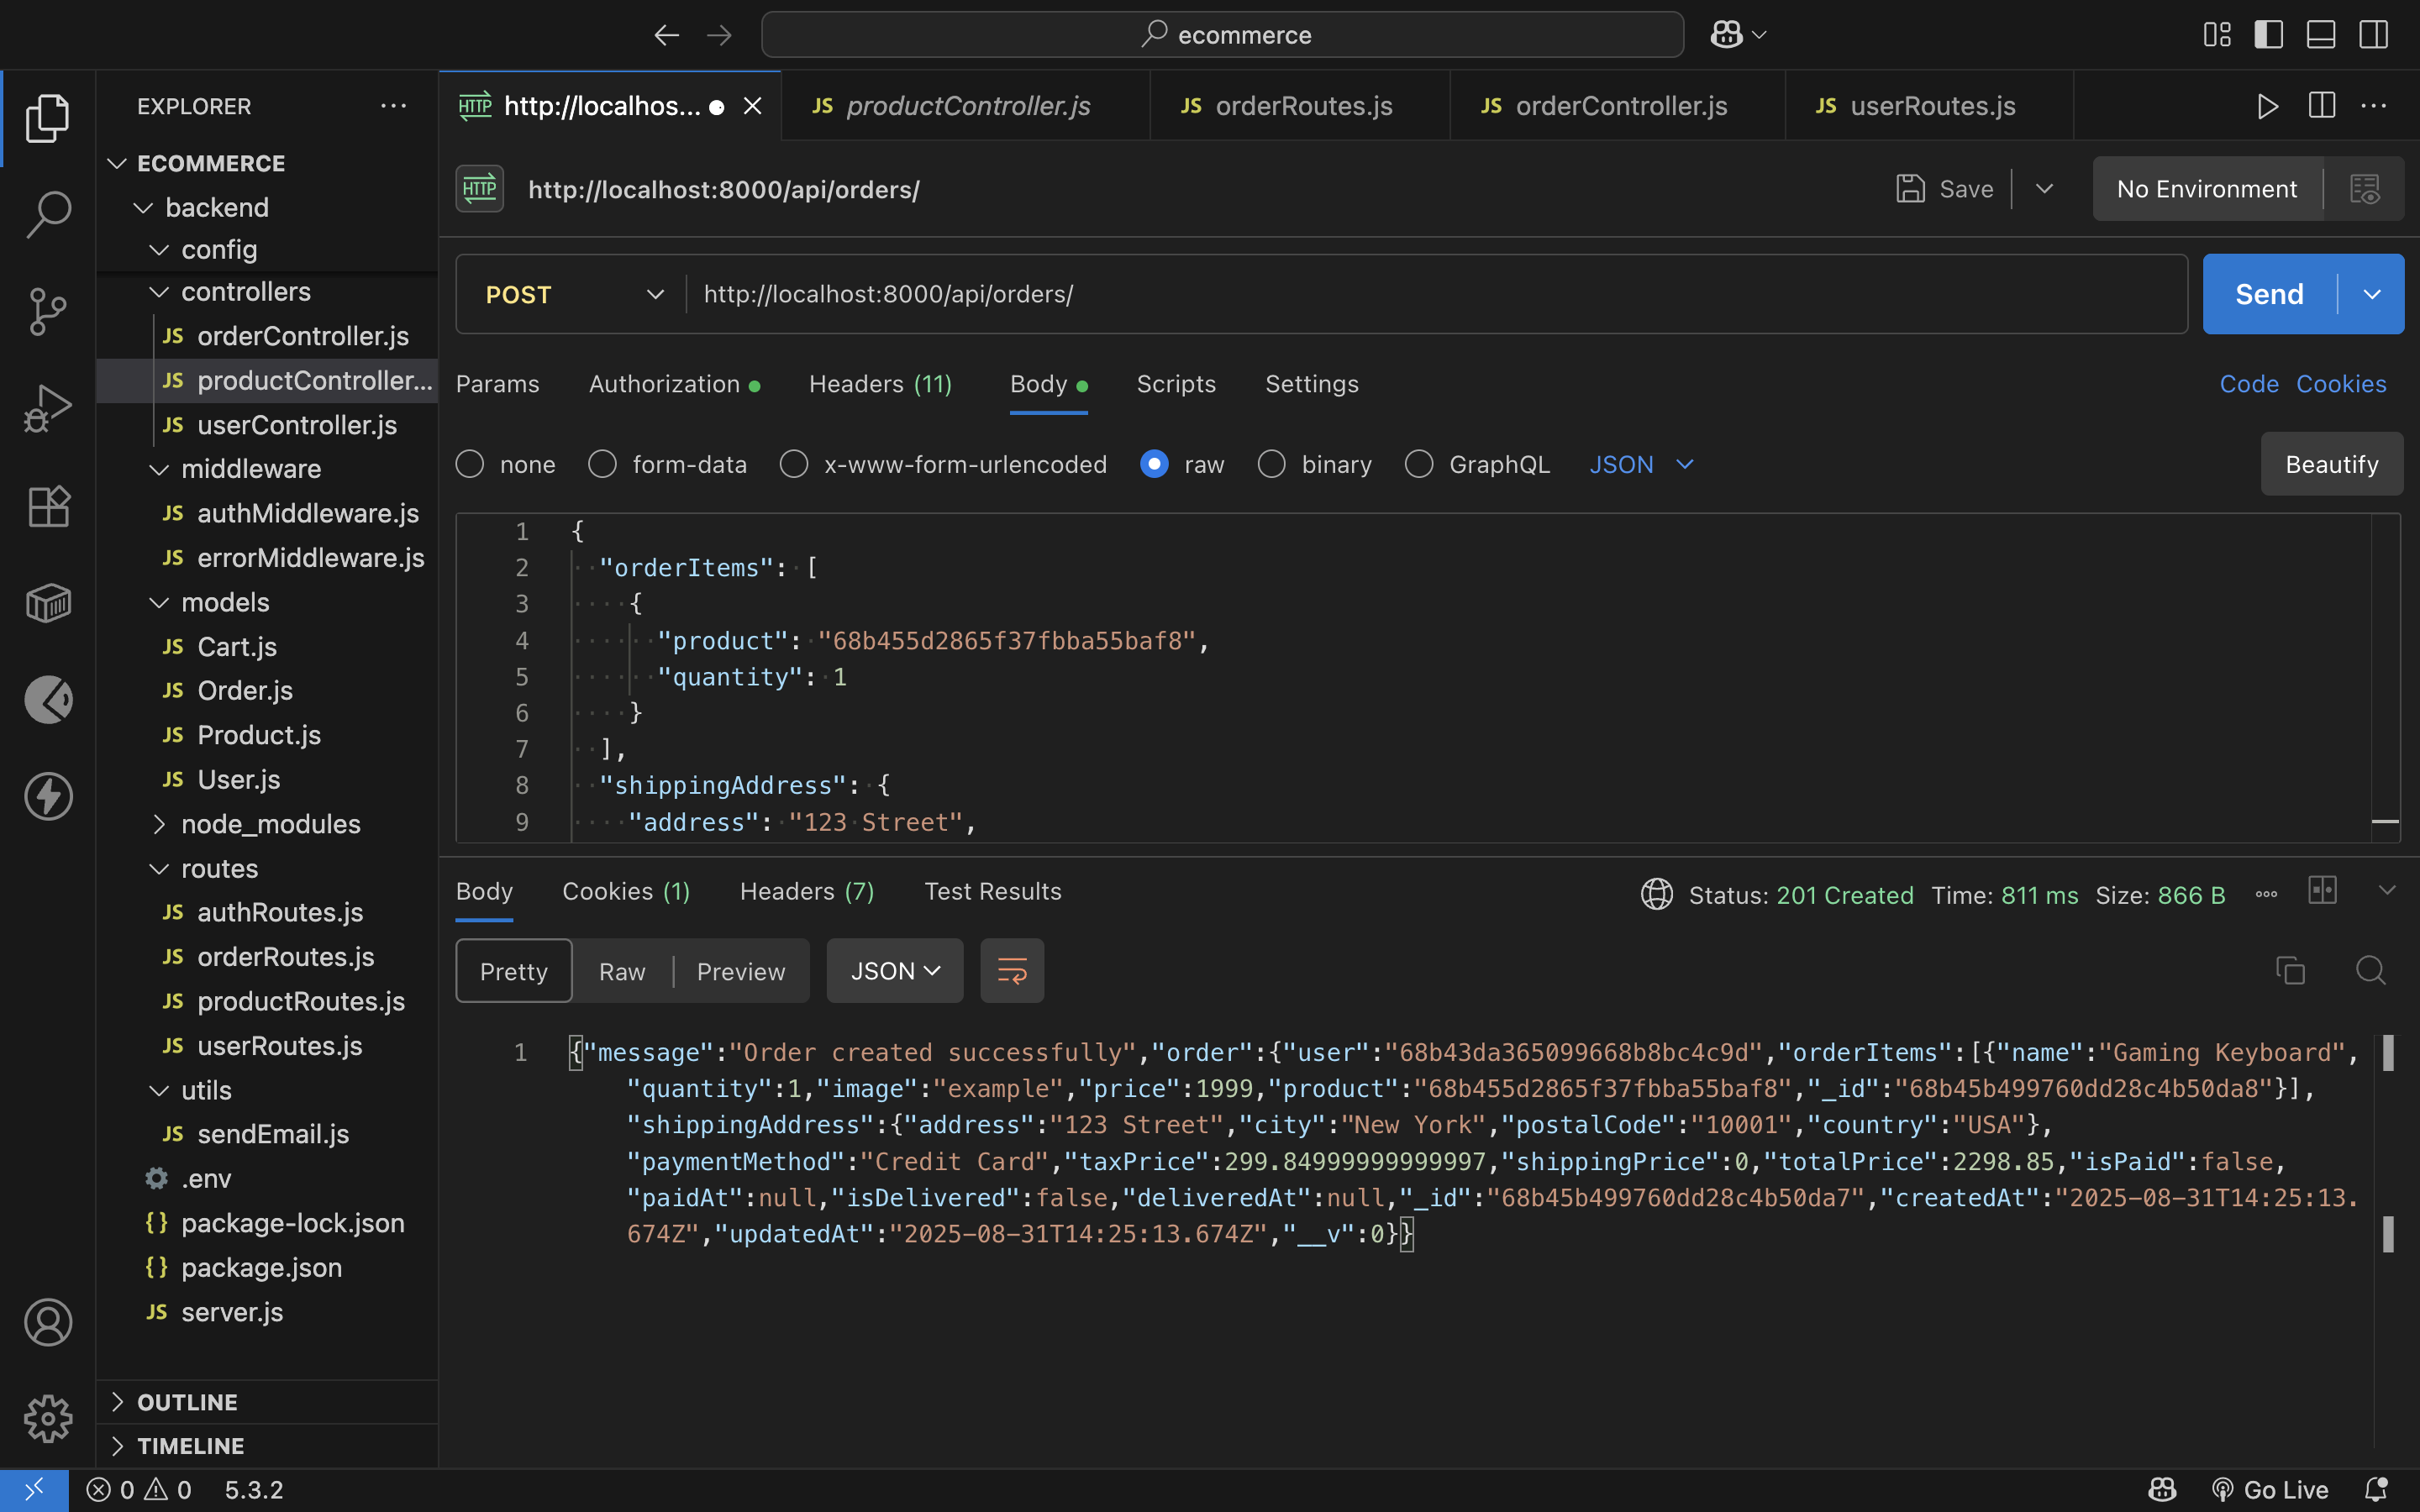 ecommerce
EXPLORER
HTTP http://localhos...
JS productController.js
JS orderRoutes.js
JS orderController.js
JS userRoutes.js
ECOMMERCE
backend
config
controllers
JS orderController.js
JS productController...
JS userController.js
middleware
JS authMiddleware.js
JS errorMiddleware.js
models
JS Cart.js
JS Order.js
JS Product.js
JS User.js
node_modules
routes
JS authRoutes.js
JS orderRoutes.js
JS productRoutes.js
JS userRoutes.js
utils
JS sendEmail.js
.env
{} package-lock.json
{} package.json
JS server.js
OUTLINE
TIMELINE
HTTP http://localhost:8000/api/orders/
Save
No Environment
POST http://localhost:8000/api/orders/
Send
Params Authorization Headers (11) Body Scripts Settings
Code Cookies
none form-data x-www-form-urlencoded raw binary GraphQL JSON
Beautify
1 {
2 "orderItems": [
3 {
4 "product": "68b455d2865f37fbba55baf8",
5 "quantity": 1
6 }
7 ],
8 "shippingAddress": {
9 "address": "123 Street",
Body Cookies (1) Headers (7) Test Results
Status: 201 Created Time: 811 ms Size: 866 B
Pretty Raw Preview JSON
1 {"message":"Order created successfully","order":{"user":"68b43da365099668b8bc4c9d","orderItems":[{"name":"Gaming Keyboard",
"quantity":1,"image":"example","price":1999,"product":"68b455d2865f37fbba55baf8","_id":"68b45b499760dd28c4b50da8"}],
"shippingAddress":{"address":"123 Street","city":"New York","postalCode":"10001","country":"USA"},
"paymentMethod":"Credit Card","taxPrice":299.84999999999997,"shippingPrice":0,"totalPrice":2298.85,"isPaid":false,
"paidAt":null,"isDelivered":false,"deliveredAt":null,"_id":"68b45b499760dd28c4b50da7","createdAt":"2025-08-31T14:25:13.
674Z","updatedAt":"2025-08-31T14:25:13.674Z","__v":0}}
0 0 5.3.2
Go Live